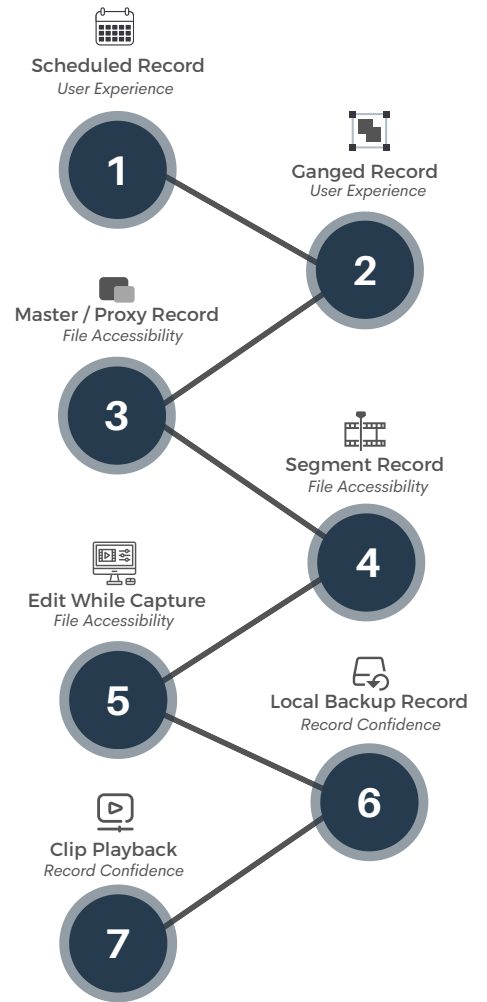 Scheduled Record
User Experience
1
Ganged Record
User Experience
2
Master / Proxy Record
File Accessibility
3
Segment Record
File Accessibility
4
Edit While Capture
File Accessibility
5
Local Backup Record
Record Confidence
6
Clip Playback
Record Confidence
7